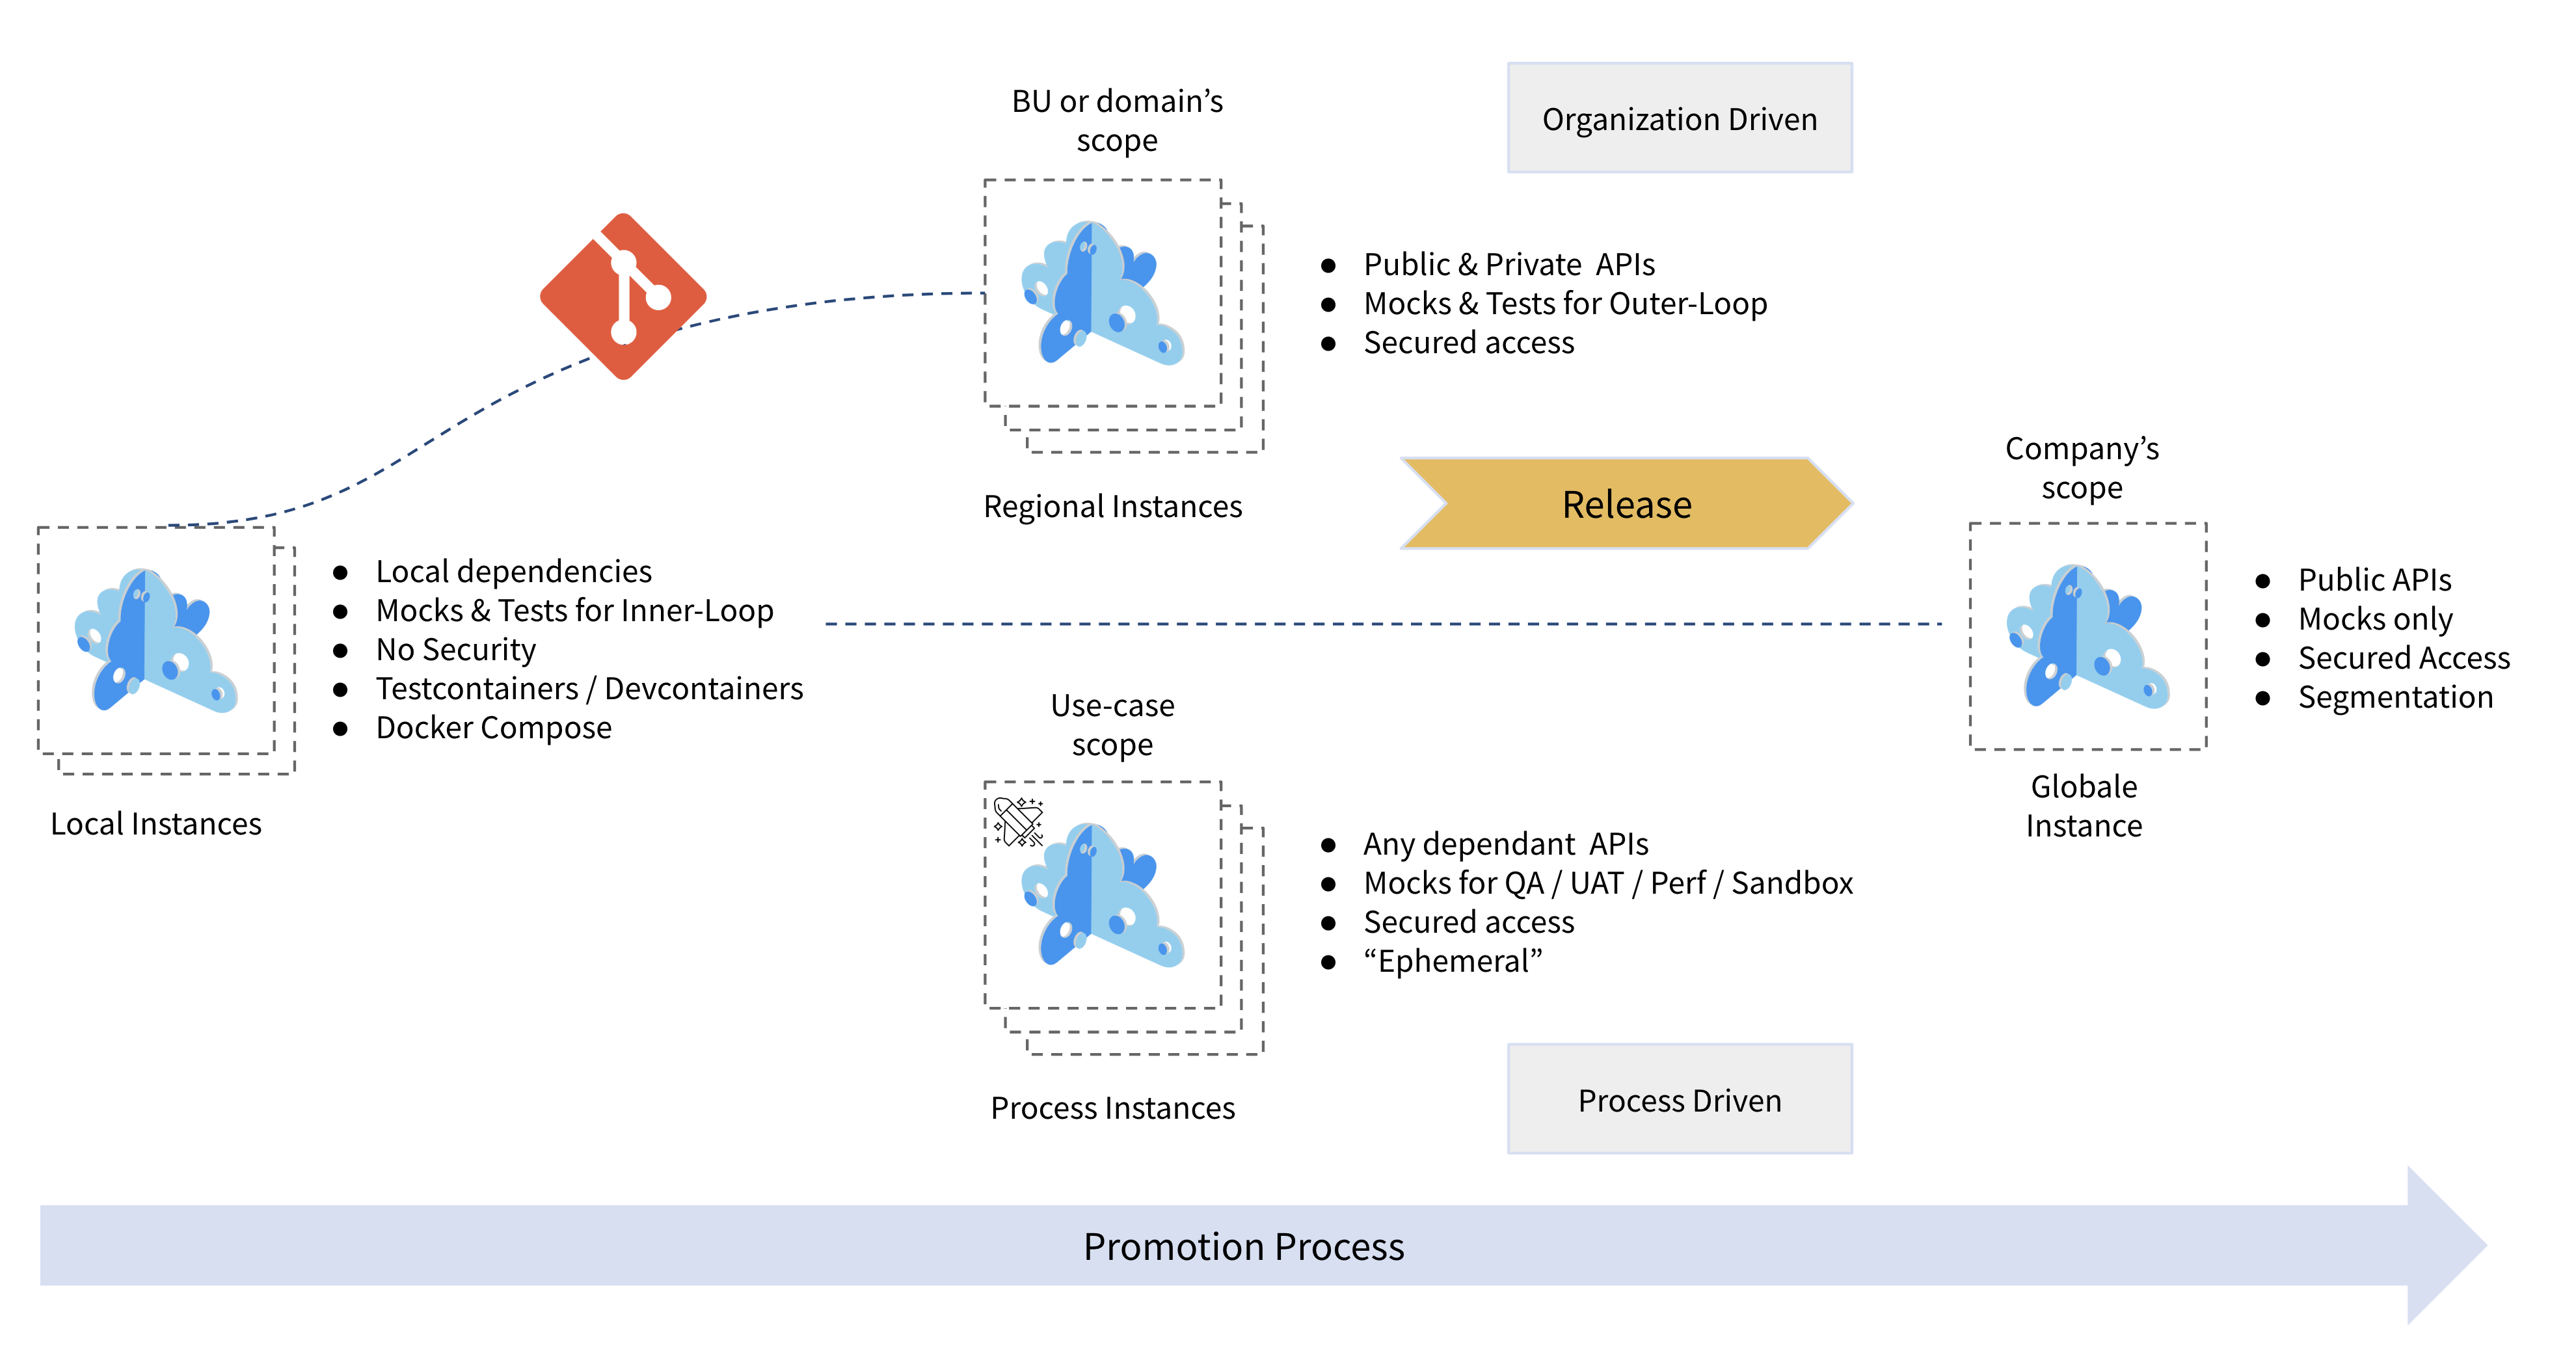 Organization Driven
BU or domain’s
scope
● Public & Private  APIs
● Mocks & Tests for Outer-Loop
● Secured access
Regional Instances
Release
Company’s
scope
● Local dependencies
● Mocks & Tests for Inner-Loop
● No Security
● Testcontainers / Devcontainers
● Docker Compose
Local Instances
● Public APIs
● Mocks only
● Secured Access
● Segmentation
Globale
Instance
Use-case
scope
● Any dependant  APIs
● Mocks for QA / UAT / Perf / Sandbox
● Secured access
● “Ephemeral”
Process Instances
Process Driven
Promotion Process